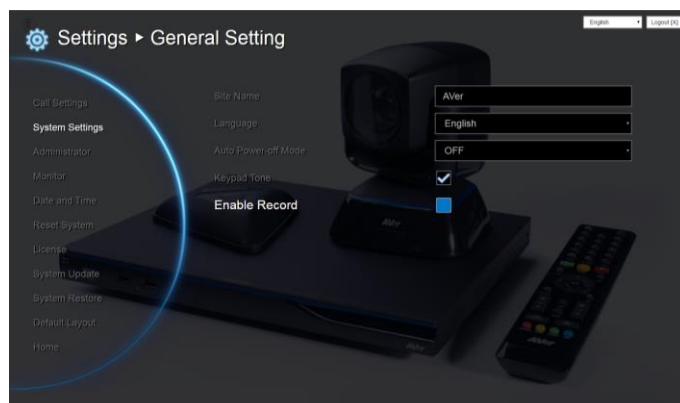 English
Logout [X]
Settings ▸ General Setting
Call Settings
System Settings
Administrator
Monitor
Date and Time
Reset System
License
System Update
System Restore
Default Layout
Home
Site Name
AVer
Language
English
Auto Power-off Mode
OFF
Keypad Tone
Enable Record
AVer
AVer
AVer